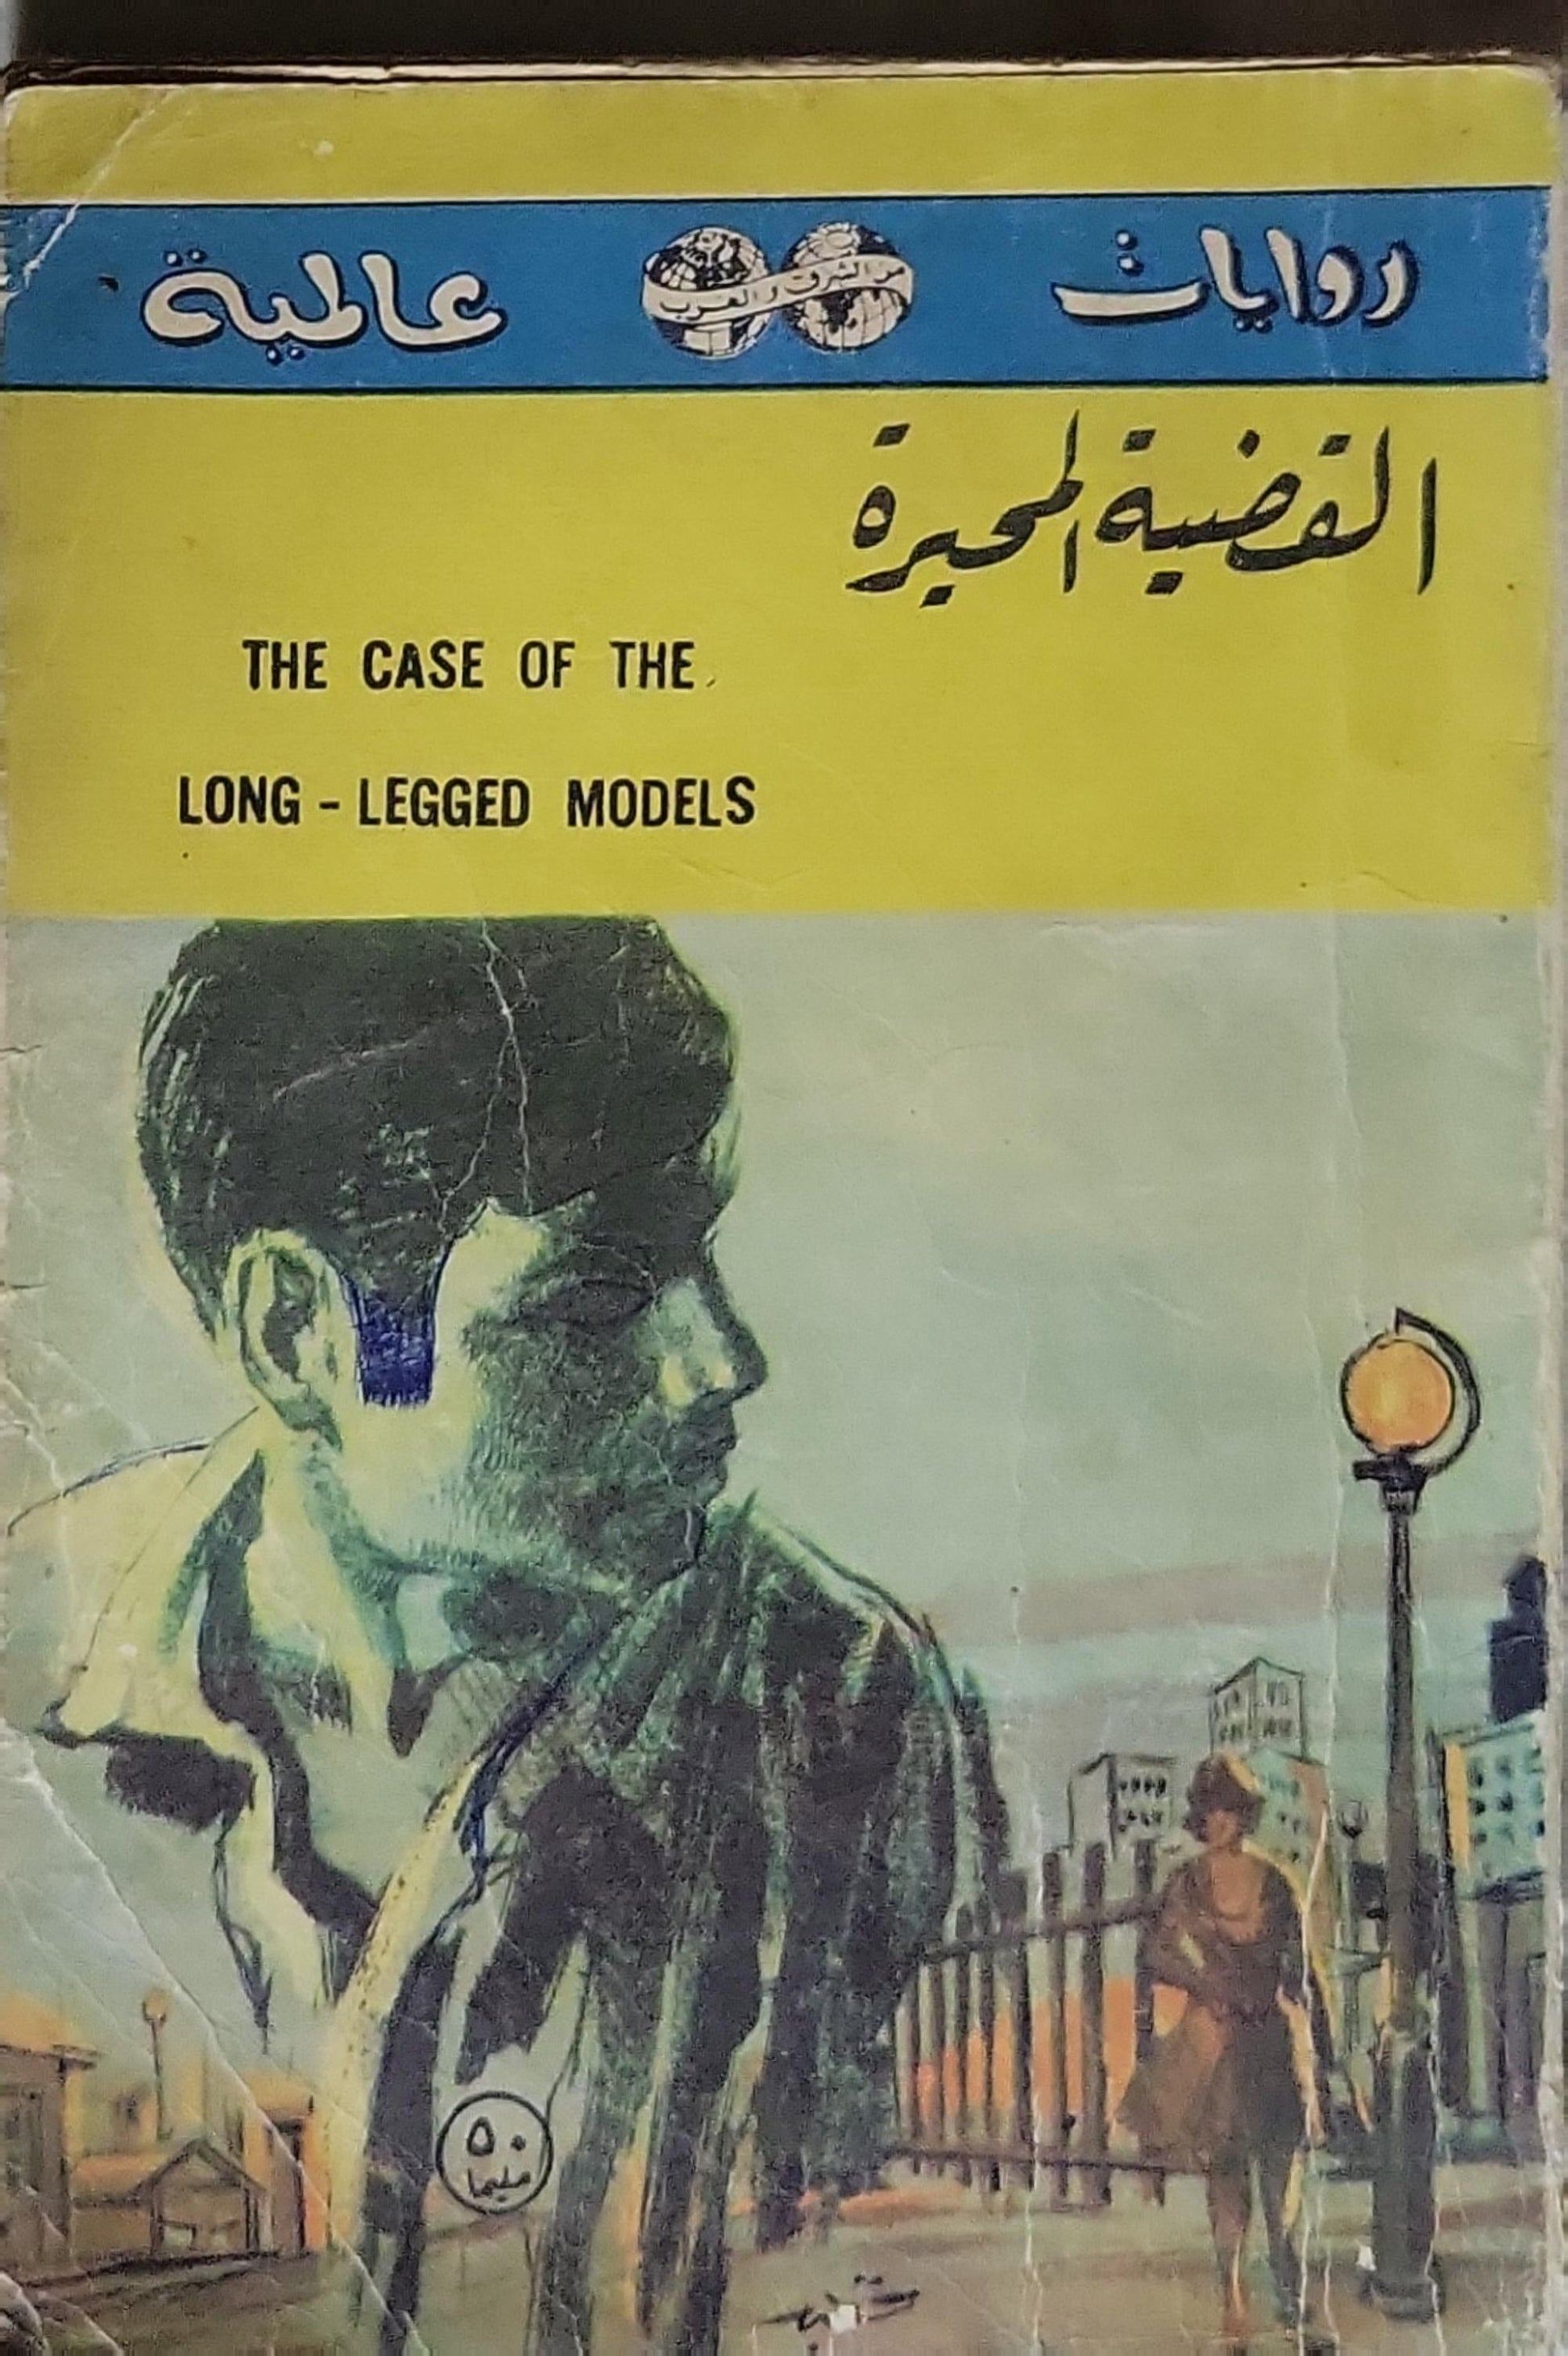 روايات عالمية
من الشرق والغرب
القضية المحيرة
THE CASE OF THE
LONG - LEGGED MODELS
٥٠
مليما